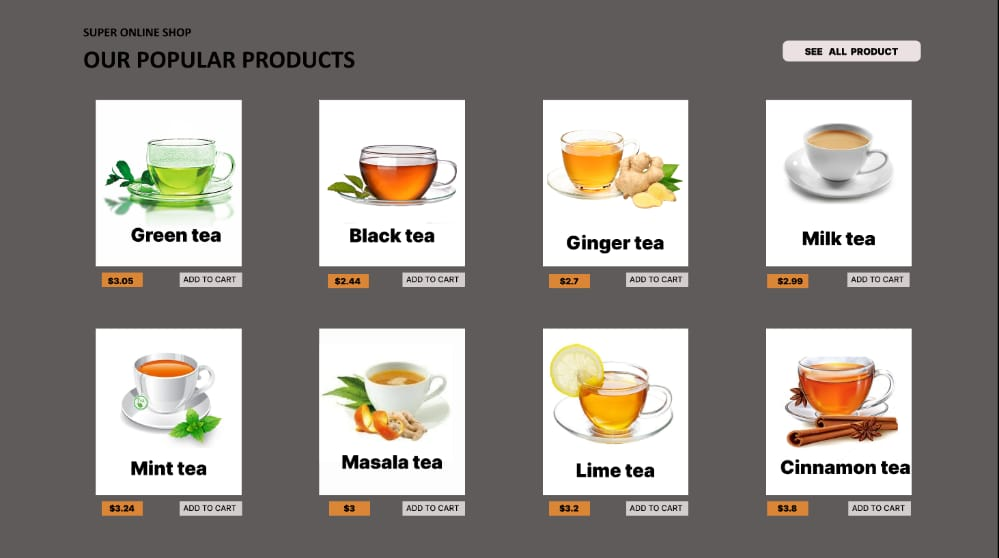 SUPER ONLINE SHOP
OUR POPULAR PRODUCTS
SEE ALL PRODUCT
Green tea
Black tea
Ginger tea
Milk tea
$3.05
ADD TO CART
$2.44
ADD TO CART
$2.7
ADD TO CART
$2.99
ADD TO CART
Mint tea
Masala tea
Lime tea
Cinnamon tea
$3.24
ADD TO CART
$3
ADD TO CART
$3.2
ADD TO CART
$3.8
ADD TO CART